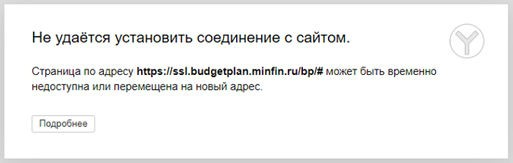 Не удаётся установить соединение с сайтом.
Страница по адресу https://ssl.budgetplan.minfin.ru/bp/# может быть временно
недоступна или перемещена на новый адрес.
Подробнее